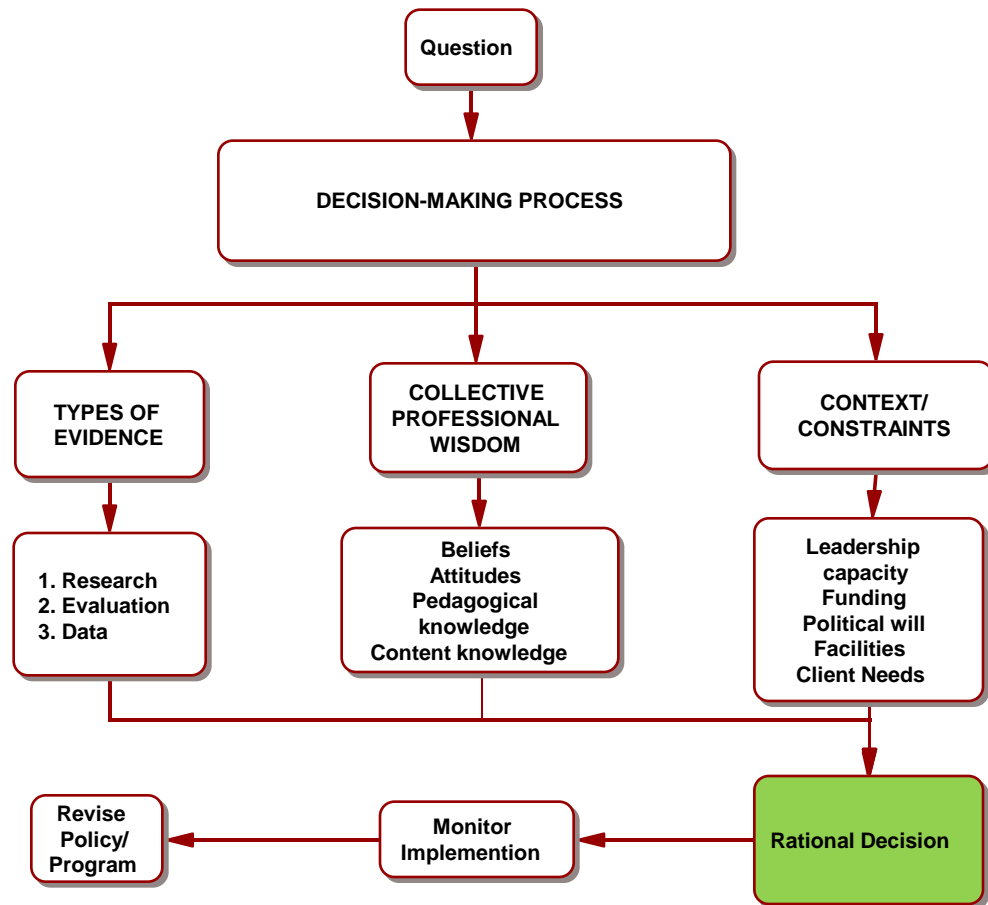 Question
DECISION-MAKING PROCESS
TYPES OF
EVIDENCE
COLLECTIVE
PROFESSIONAL
WISDOM
CONTEXT/
CONSTRAINTS
1. Research
2. Evaluation
3. Data
Beliefs
Attitudes
Pedagogical
knowledge
Content knowledge
Leadership
capacity
Funding
Political will
Facilities
Client Needs
Revise
Policy/
Program
Monitor
Implemention
Rational Decision